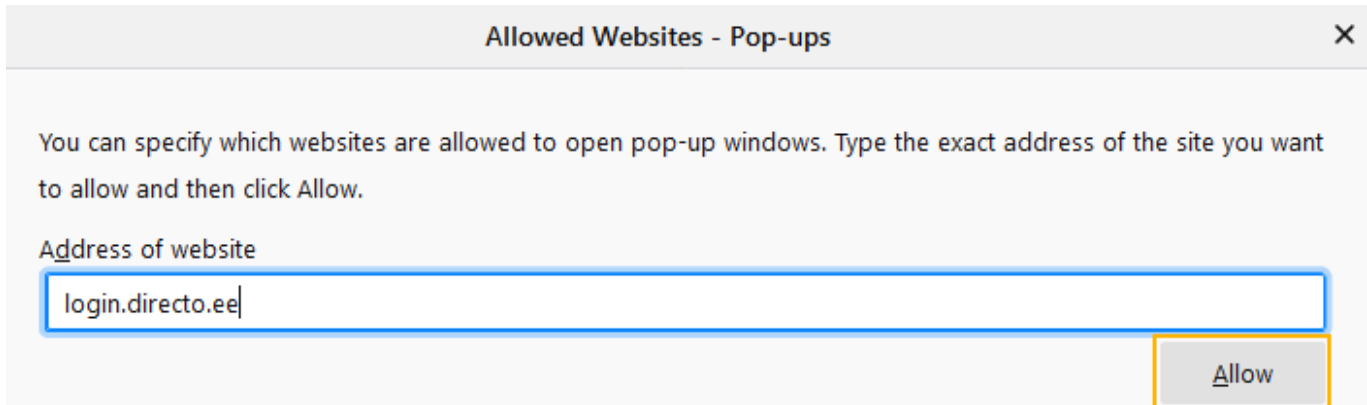 Allowed Websites - Pop-ups
You can specify which websites are allowed to open pop-up windows. Type the exact address of the site you want
to allow and then click Allow.
Address of website
login.directo.ee
Allow